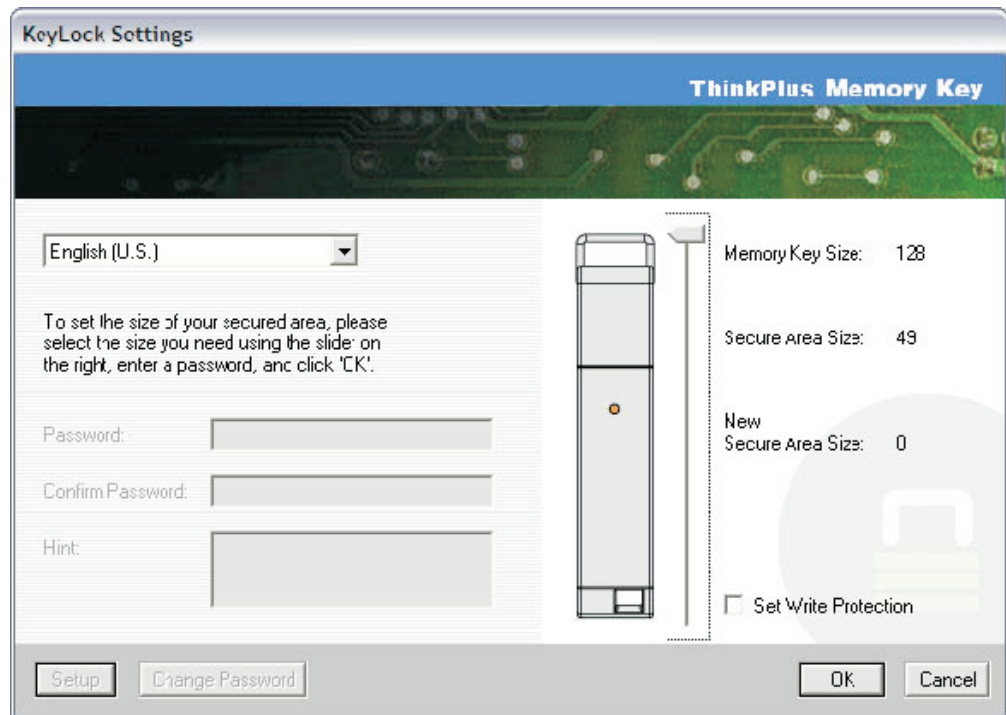 KeyLock Settings
ThinkPlus Memory Key
English (U.S.)
To set the size of your secured area, please
select the size you need using the slider on
the right, enter a password, and click 'OK'.
Password:
Confirm Password:
Hint:
Memory Key Size: 128
Secure Area Size: 49
New
Secure Area Size: 0
Set Write Protection
Setup
Change Password
OK
Cancel